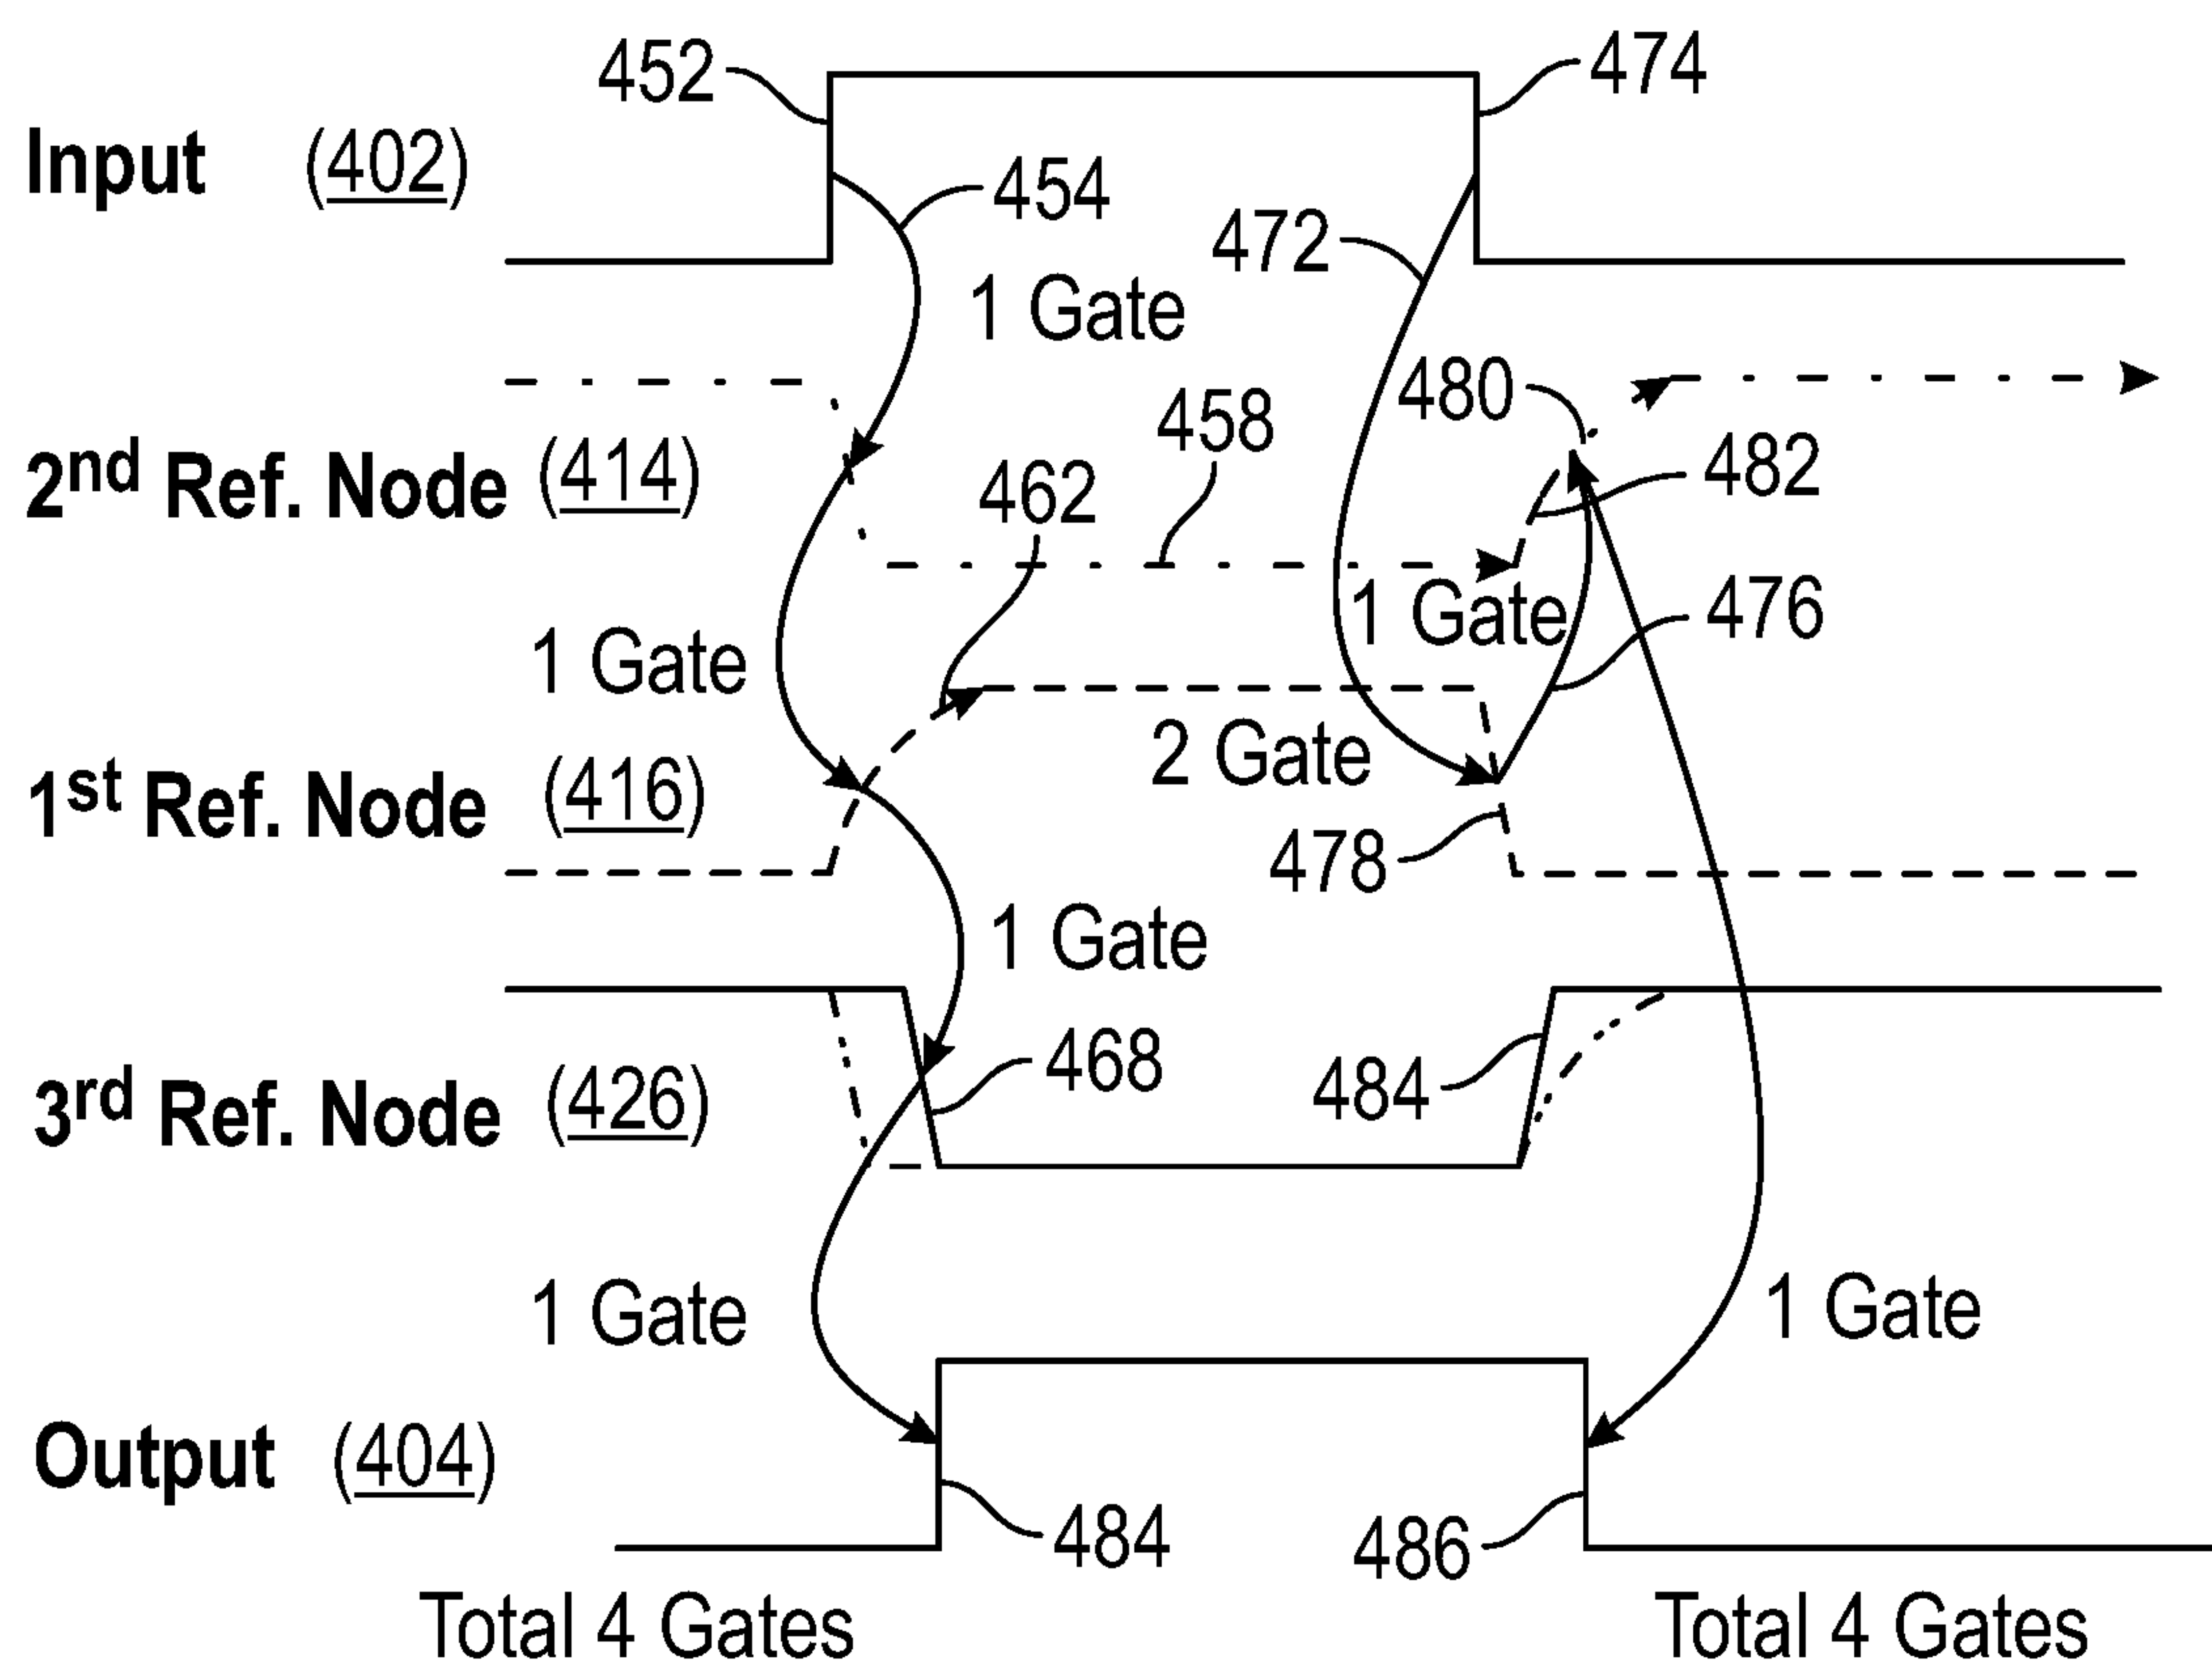 452
474
Input (402)
454
472
1 Gate
480
458
2nd Ref. Node (414)
462
482
1 Gate
476
1 Gate
2 Gate
1st Ref. Node (416)
478
1 Gate
3rd Ref. Node (426)
468
484
1 Gate
1 Gate
Output (404)
484
486
Total 4 Gates
Total 4 Gates